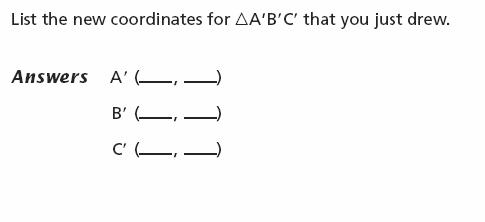 List the new coordinates for △A′B′C′ that you just drew.
Answers A′ (___, ___)
B′ (___, ___)
C′ (___, ___)